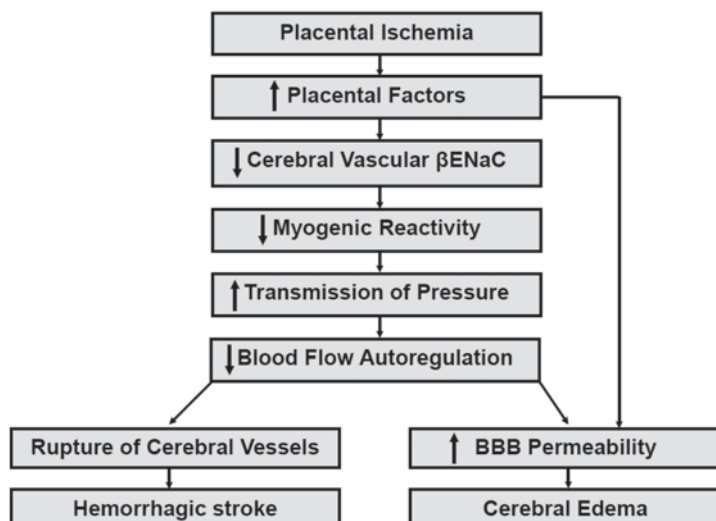 Placental Ischemia
↑ Placental Factors
↓ Cerebral Vascular βENaC
↓ Myogenic Reactivity
↑ Transmission of Pressure
↓ Blood Flow Autoregulation
Rupture of Cerebral Vessels
↑ BBB Permeability
Hemorrhagic stroke
Cerebral Edema